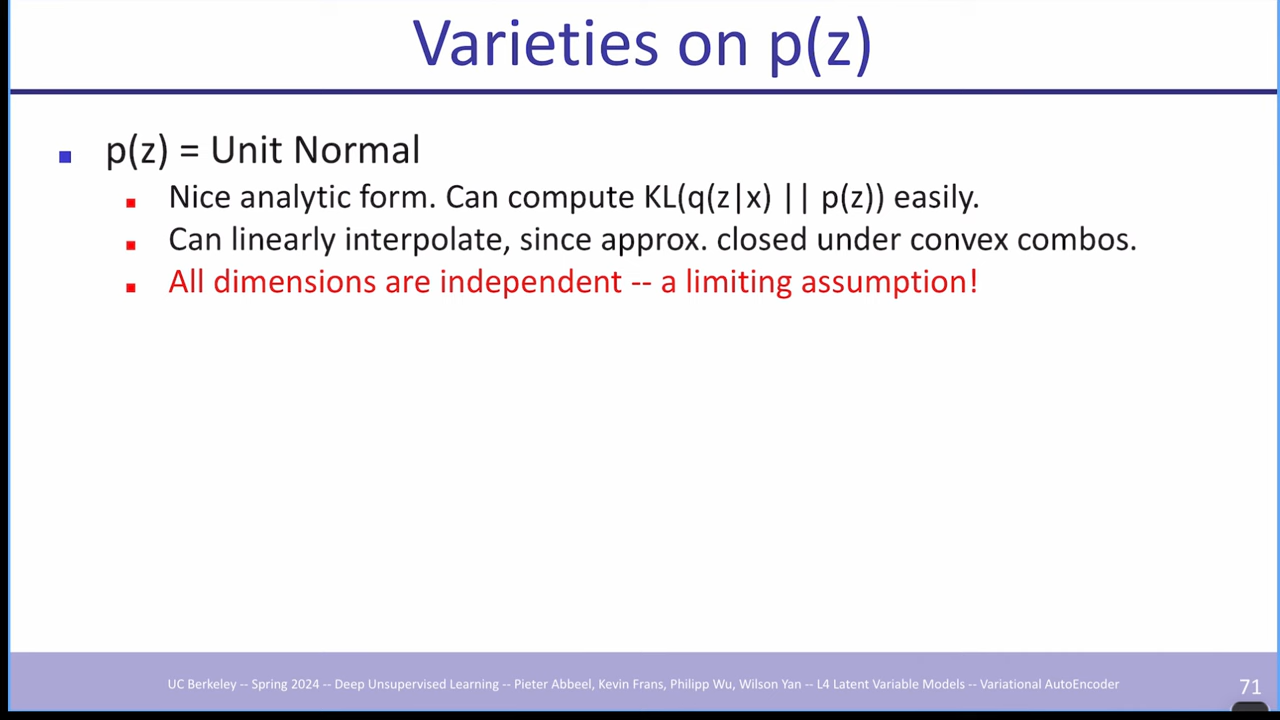 Varieties on p(z)
p(z) = Unit Normal
Nice analytic form. Can compute KL(q(z|x) || p(z)) easily.
Can linearly interpolate, since approx. closed under convex combos.
All dimensions are independent -- a limiting assumption!
UC Berkeley -- Spring 2024 -- Deep Unsupervised Learning -- Pieter Abbeel, Kevin Frans, Philipp Wu, Wilson Yan -- L4 Latent Variable Models -- Variational AutoEncoder
71